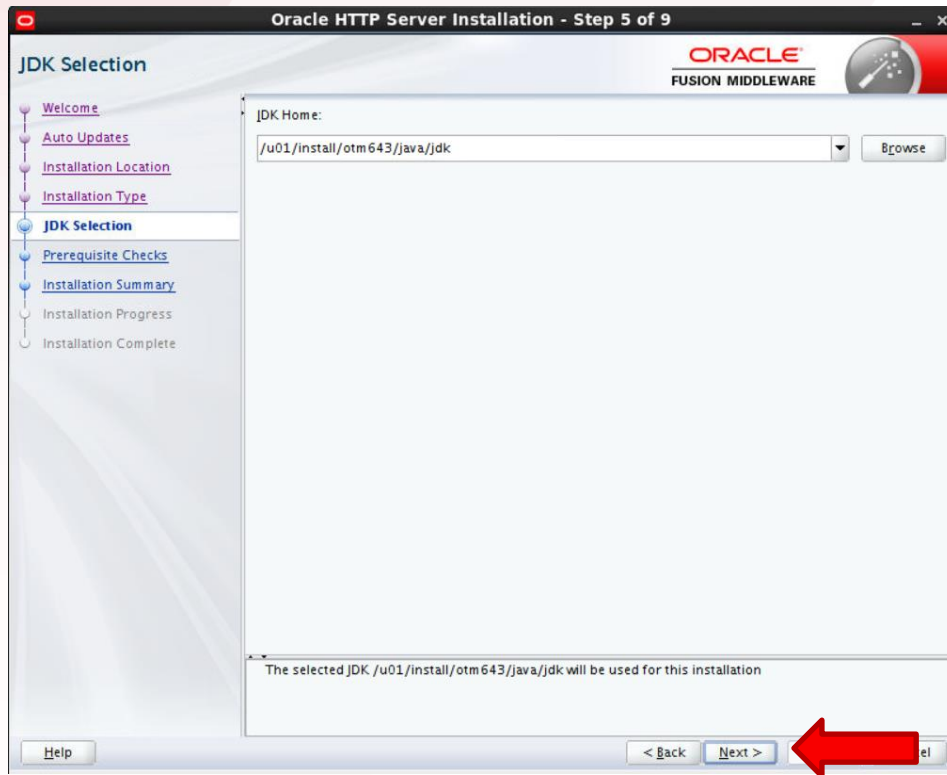 Oracle HTTP Server Installation - Step 5 of 9
JDK Selection
ORACLE
FUSION MIDDLEWARE
Welcome
Auto Updates
Installation Location
Installation Type
JDK Selection
Prerequisite Checks
Installation Summary
Installation Progress
Installation Complete
JDK Home:
/u01/install/otm643/java/jdk
Browse
The selected JDK /u01/install/otm643/java/jdk will be used for this installation
Help
< Back
Next >